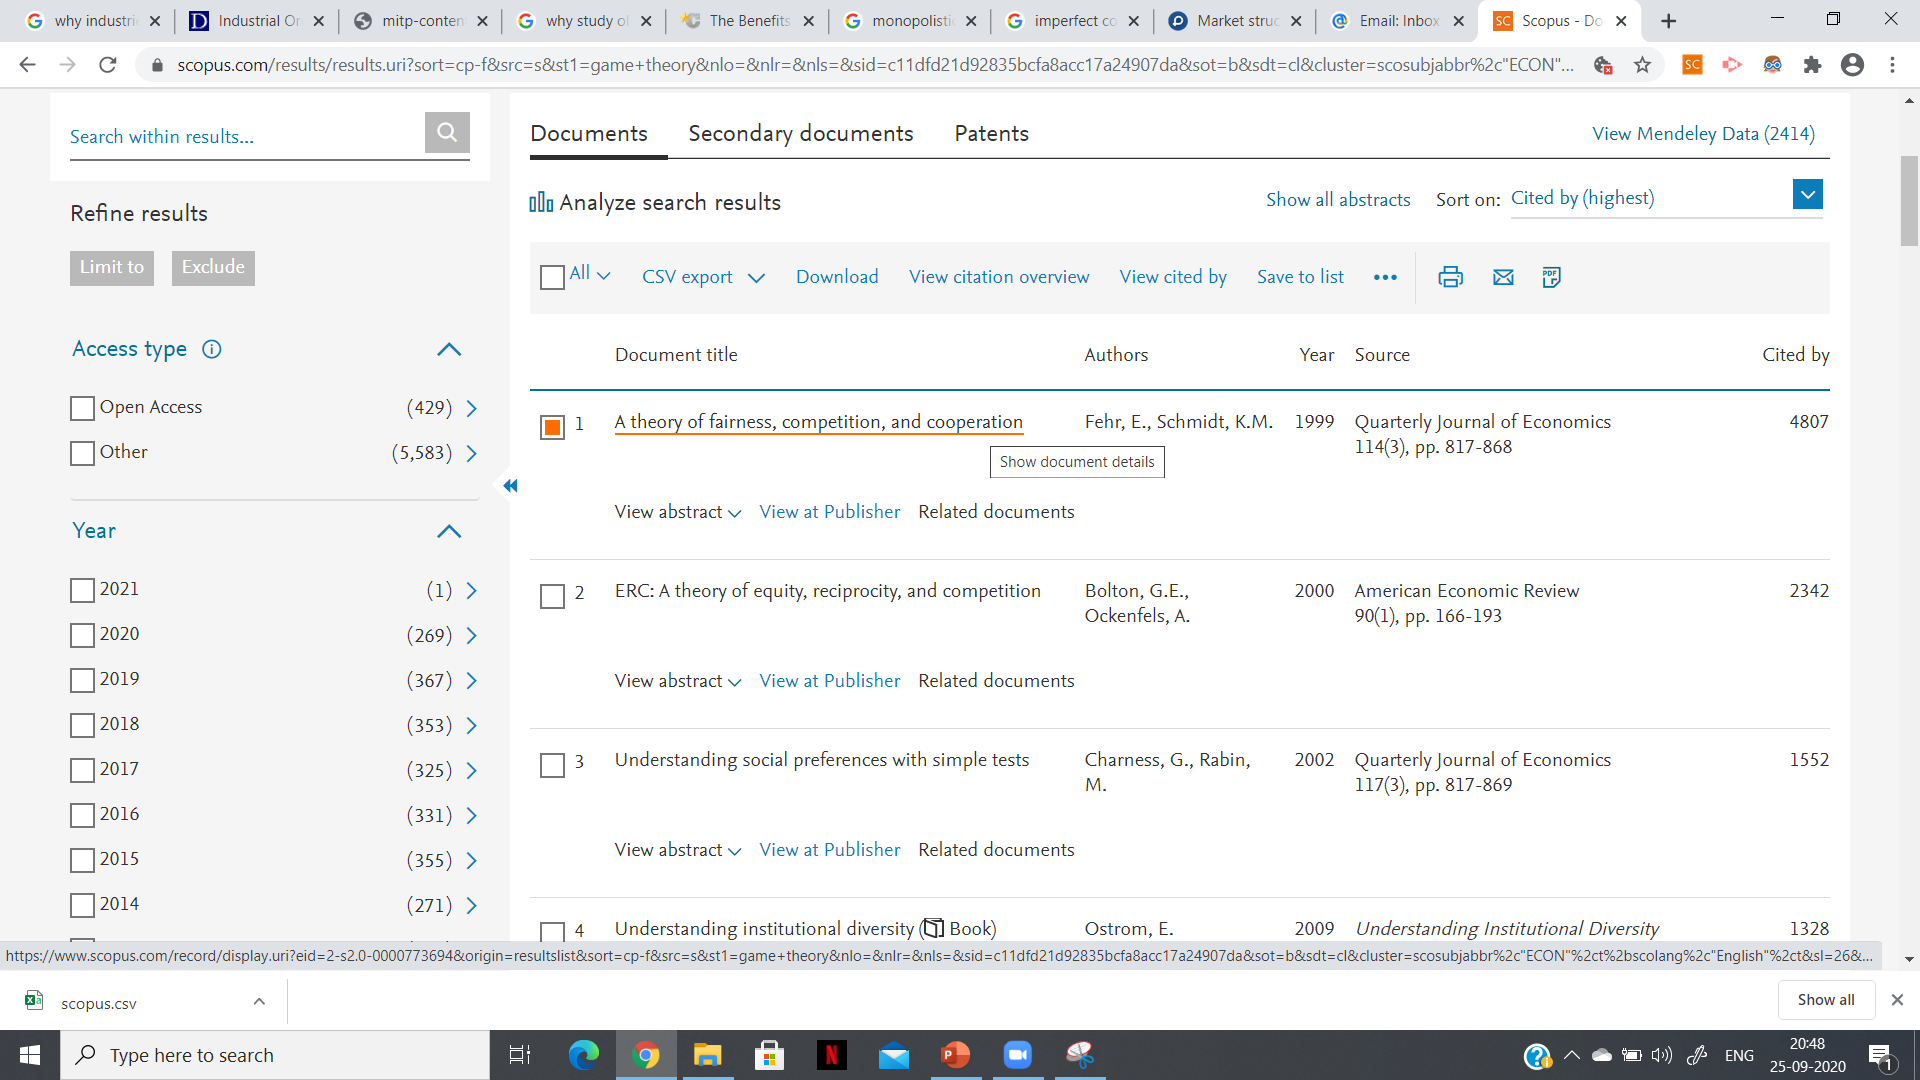 why industri
Industrial Or
mitp-conten
why study of
The Benefits
monopolistic
imperfect co
Market struc
Email: Inbox
SC
Scopus - Do
scopus.com/results/results.uri?sort=cp-f&src=s&st1=game+theory&nlo=&nlr=&nls=&sid=c11dfd21d92835bcfa8acc17a24907da&sot=b&sdt=cl&cluster=scosubjabbr%2c"ECON"...
SC
Search within results...
Documents
Secondary documents
Patents
View Mendeley Data (2414)
Refine results
Limit to
Exclude
Analyze search results
Show all abstracts
Sort on:
Cited by (highest)
All
CSV export
Download
View citation overview
View cited by
Save to list
•••
PDF
Access type
Open Access (429)
Other (5,583)
Year
2021 (1)
2020 (269)
2019 (367)
2018 (353)
2017 (325)
2016 (331)
2015 (355)
2014 (271)
Document title Authors Year Source Cited by
1 A theory of fairness, competition, and cooperation Fehr, E., Schmidt, K.M. 1999 Quarterly Journal of Economics 4807
114(3), pp. 817-868
Show document details
View abstract View at Publisher Related documents
2 ERC: A theory of equity, reciprocity, and competition Bolton, G.E., 2000 American Economic Review 2342
Ockenfels, A. 90(1), pp. 166-193
View abstract View at Publisher Related documents
3 Understanding social preferences with simple tests Charness, G., Rabin, 2002 Quarterly Journal of Economics 1552
M. 117(3), pp. 817-869
View abstract View at Publisher Related documents
4 Understanding institutional diversity ( Book) Ostrom, E. 2009 Understanding Institutional Diversity 1328
https://www.scopus.com/record/display.uri?eid=2-s2.0-0000773694&origin=resultslist&sort=cp-f&src=s&st1=game+theory&nlo=&nlr=&nls=&sid=c11dfd21d92835bcfa8acc17a24907da&sot=b&sdt=cl&cluster=scosubjabbr%2c"ECON"%2ct%2bscolang%2c"English"%2ct&sl=26&...
scopus.csv
Show all
Type here to search
ENG
20:48
25-09-2020
1